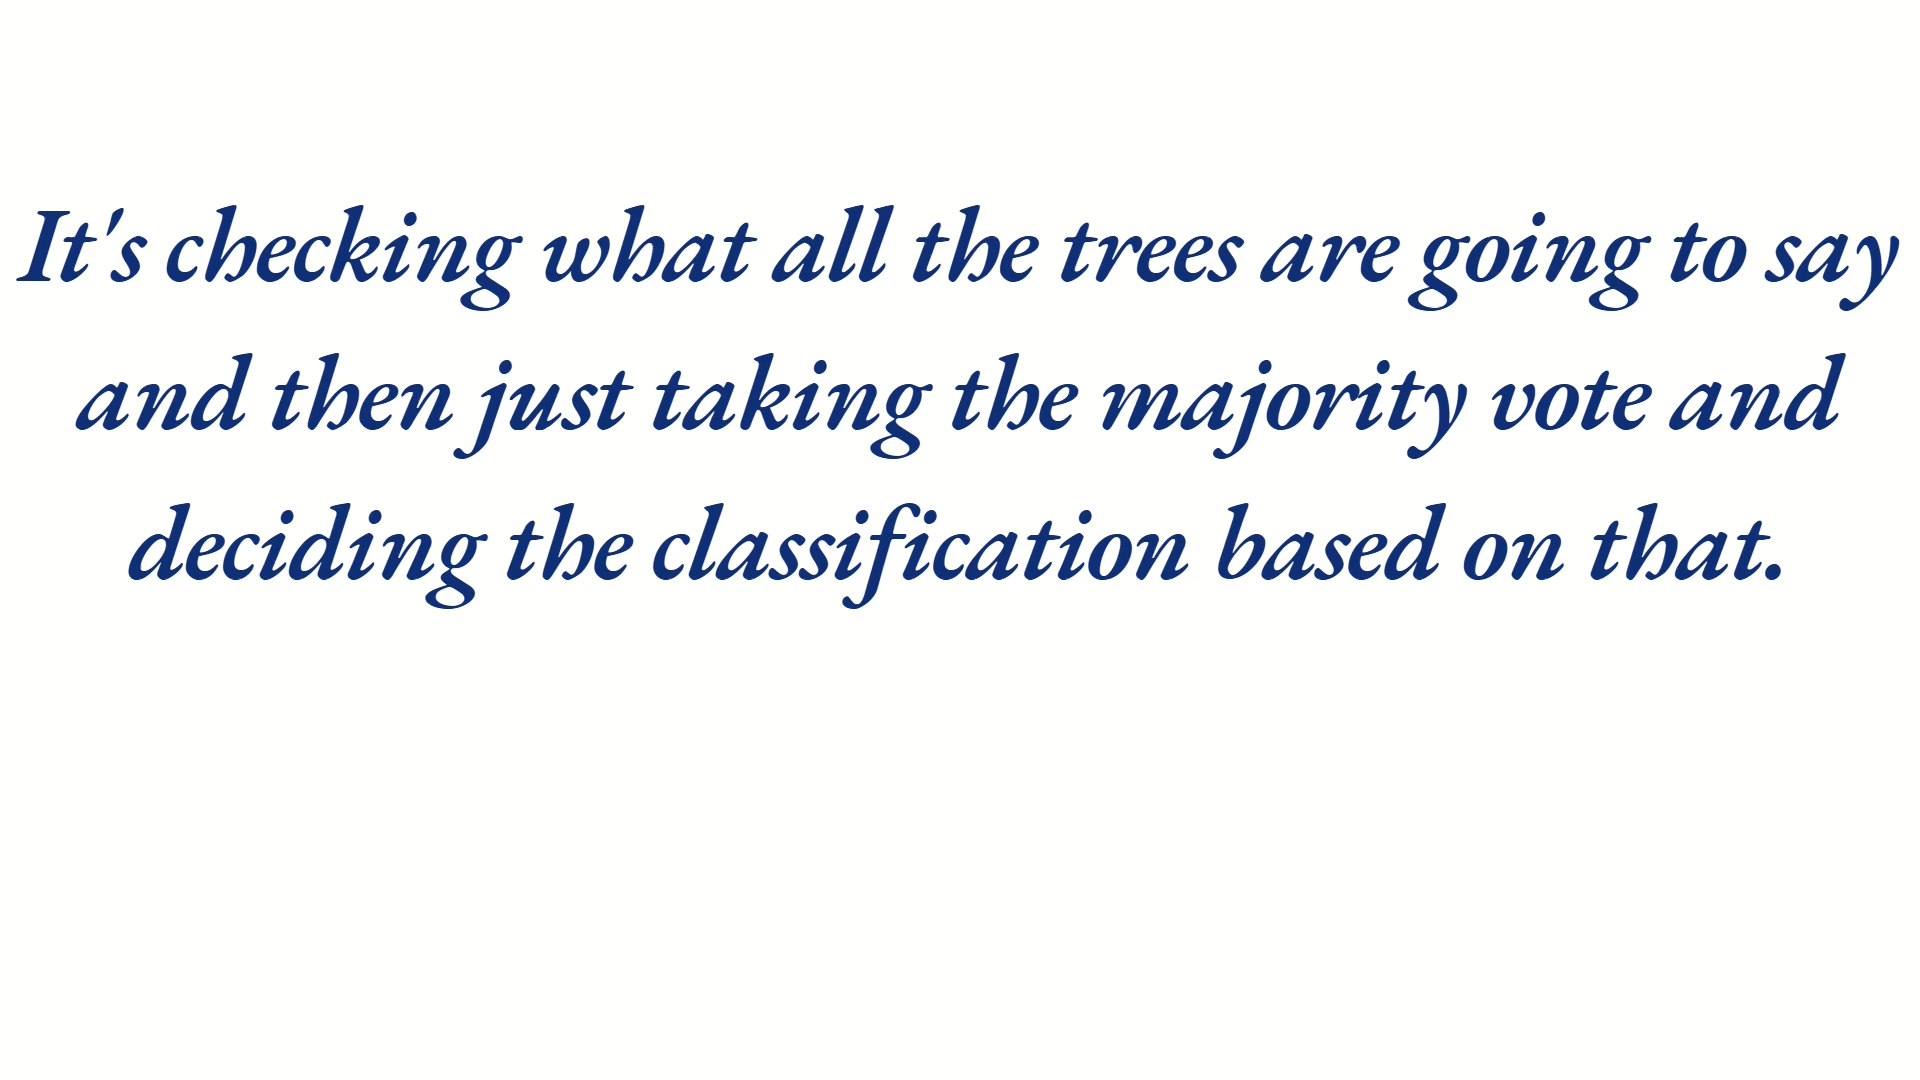 It's checking what all the trees are going to say
and then just taking the majority vote and
deciding the classification based on that.